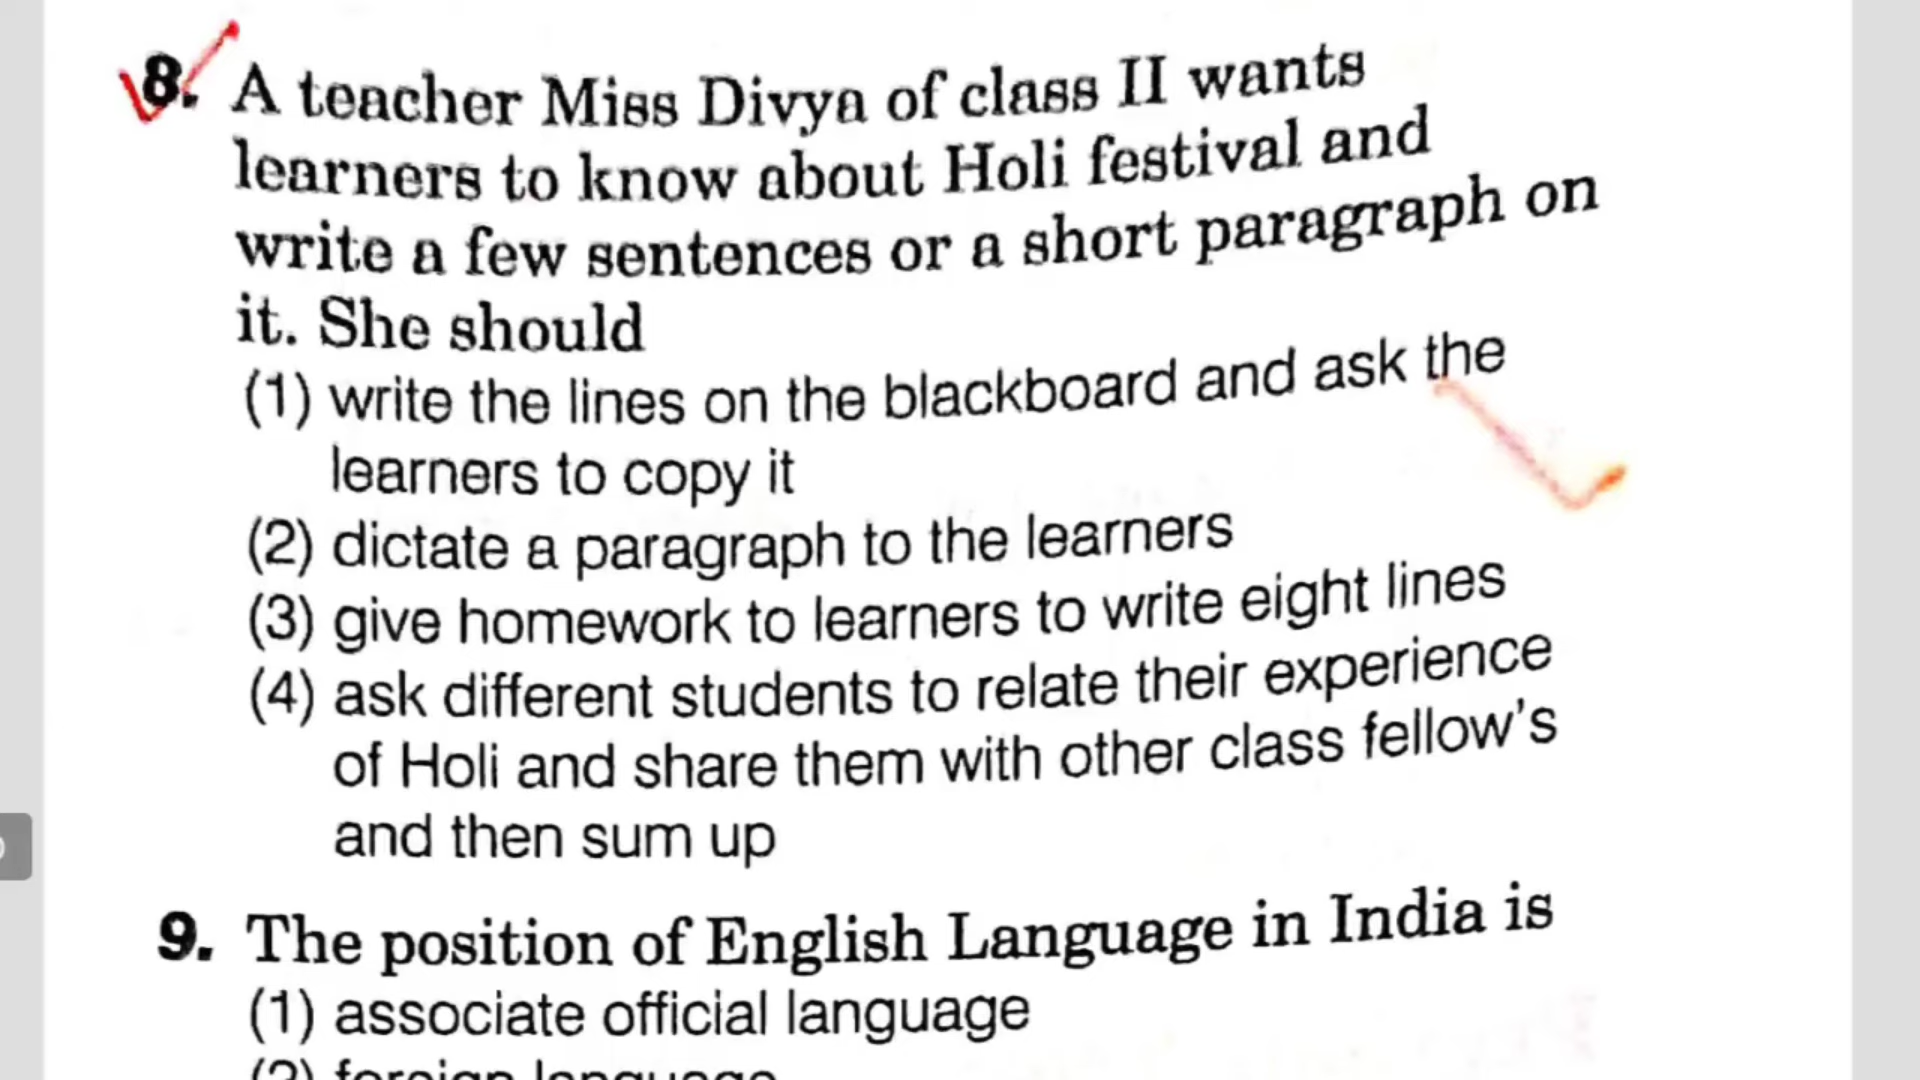 8. A teacher Miss Divya of class II wants
learners to know about Holi festival and
write a few sentences or a short paragraph on
it. She should
(1) write the lines on the blackboard and ask the
learners to copy it
(2) dictate a paragraph to the learners
(3) give homework to learners to write eight lines
(4) ask different students to relate their experience
of Holi and share them with other class fellow's
and then sum up
9. The position of English Language in India is
(1) associate official language
(2) foreign language